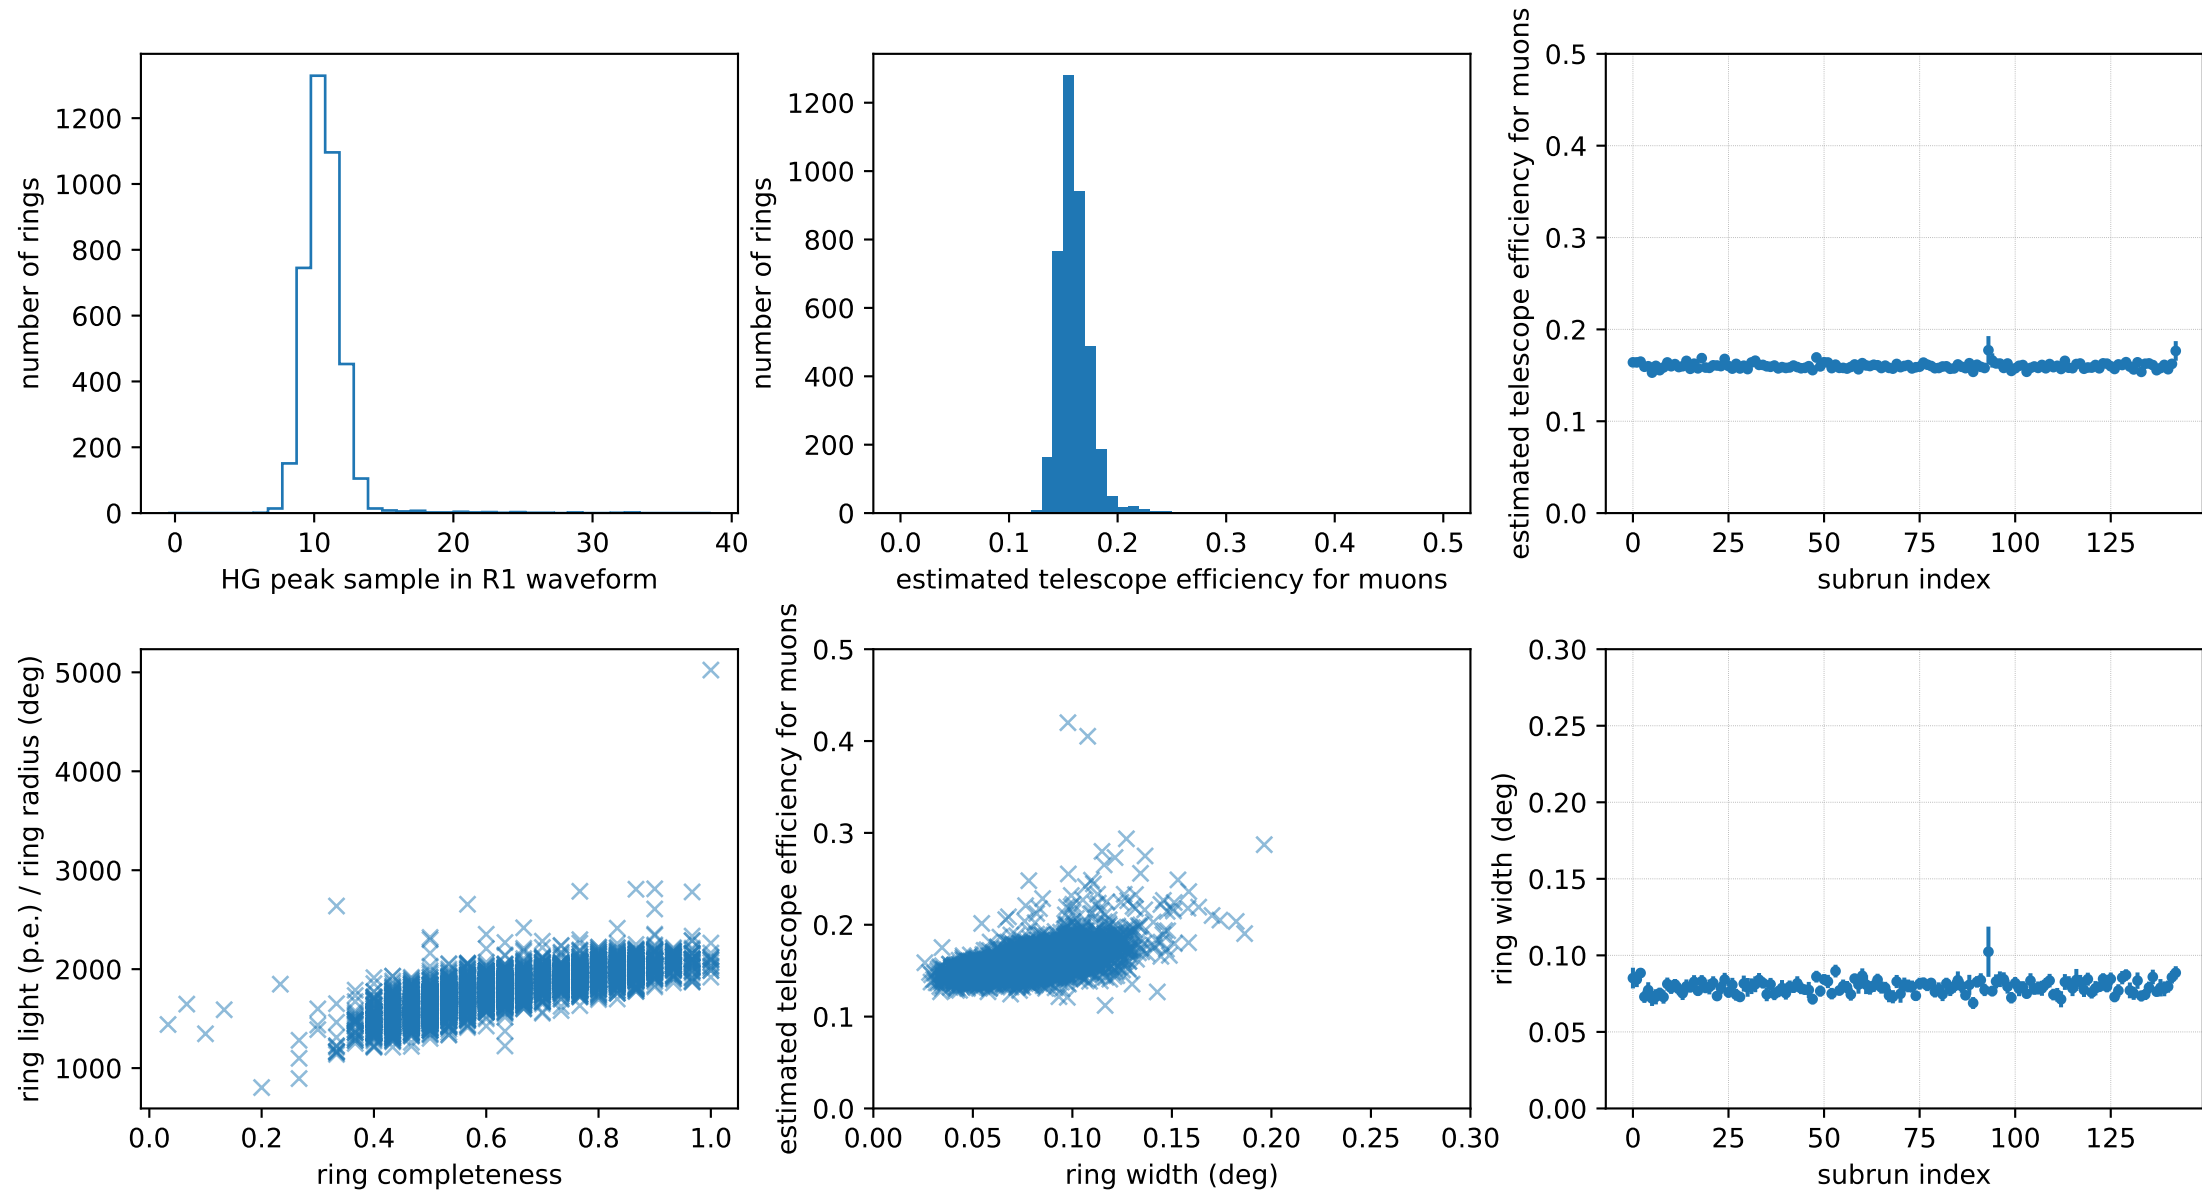 number of rings
1200
1000
800
600
400
200
0
0 10 20 30 40
HG peak sample in R1 waveform
number of rings
1200
1000
800
600
400
200
0
0.0 0.1 0.2 0.3 0.4 0.5
estimated telescope efficiency for muons
estimated telescope efficiency for muons
0.5
0.4
0.3
0.2
0.1
0.0
0 25 50 75 100 125
subrun index
ring light (p.e.) / ring radius (deg)
5000
4000
3000
2000
1000
0.0 0.2 0.4 0.6 0.8 1.0
ring completeness
estimated telescope efficiency for muons
0.5
0.4
0.3
0.2
0.1
0.0
0.00 0.05 0.10 0.15 0.20 0.25 0.30
ring width (deg)
ring width (deg)
0.30
0.25
0.20
0.15
0.10
0.05
0.00
0 25 50 75 100 125
subrun index